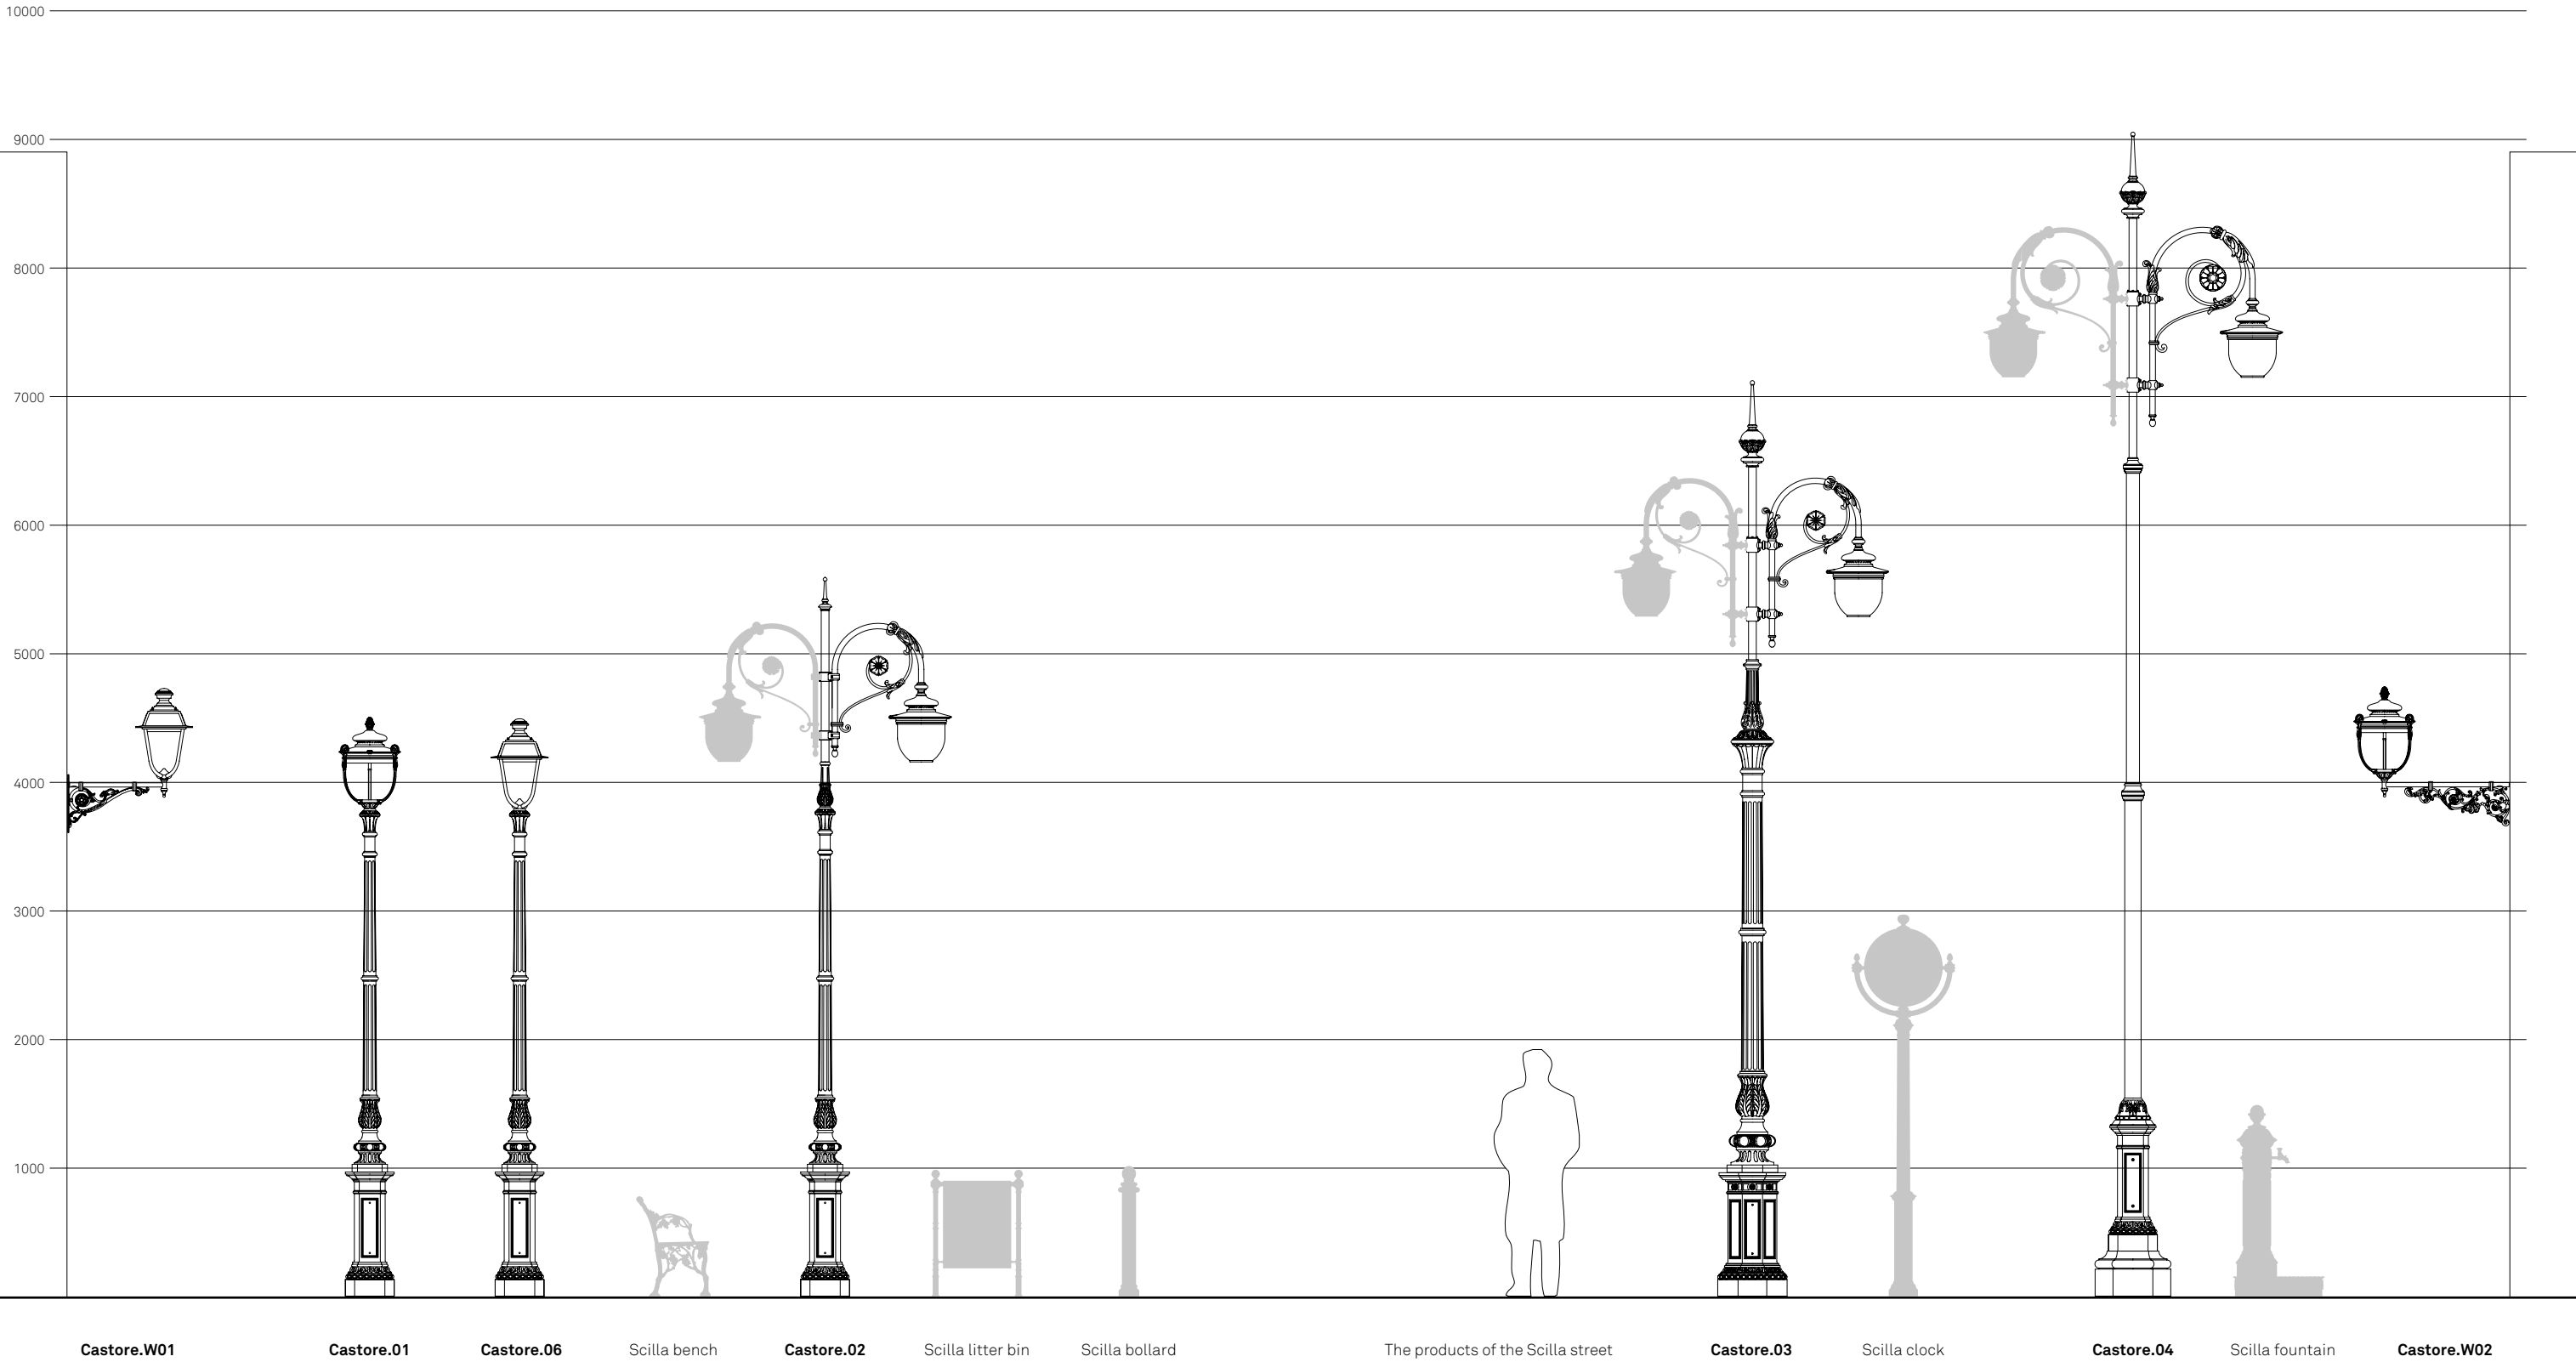 10000
9000
8000
7000
6000
5000
4000
3000
2000
1000
Castore.W01
Castore.01
Castore.06
Scilla bench
Castore.02
Scilla litter bin
Scilla bollard
The products of the Scilla street
Castore.03
Scilla clock
Castore.04
Scilla fountain
Castore.W02